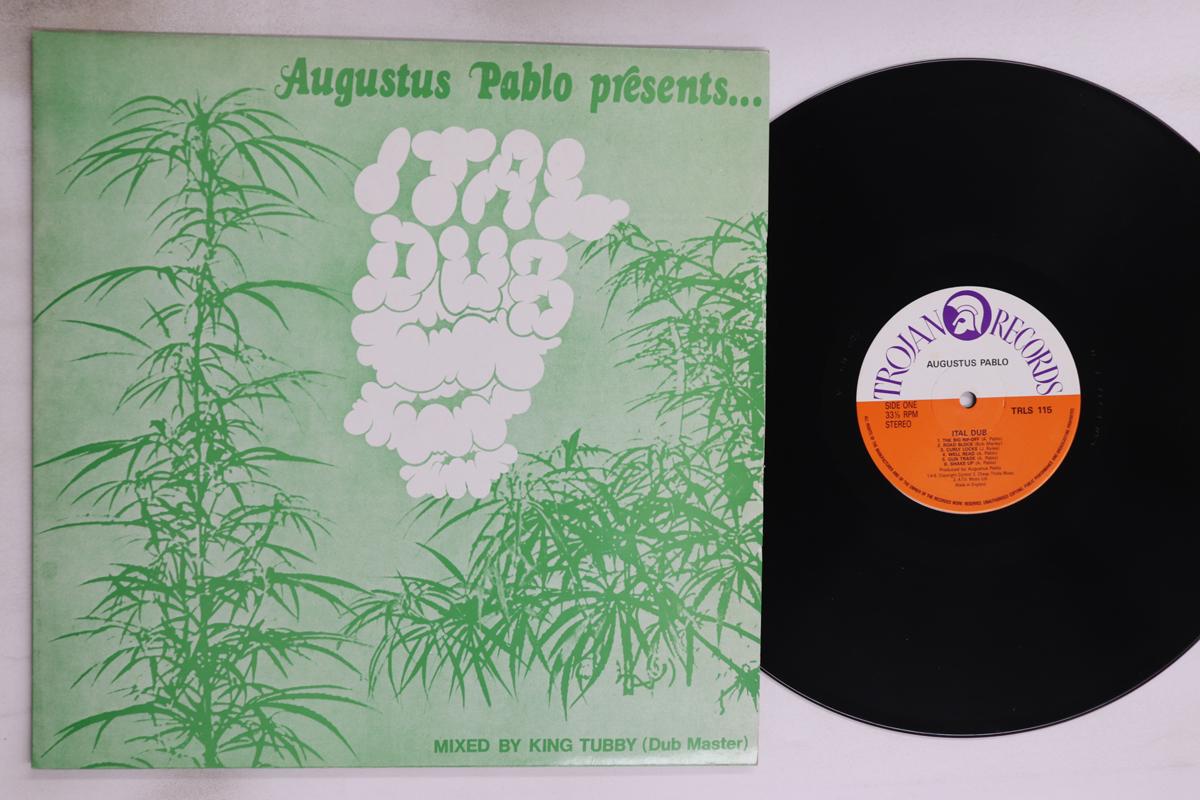 Augustus Pablo presents...
ITAL
DUB
MIXED BY KING TUBBY (Dub Master)
TROJAN RECORDS
AUGUSTUS PABLO
SIDE ONE
33⅓ RPM
STEREO
TRLS 115
ITAL DUB
1. THE BIG RIP-OFF (A. Pablo)
2. ROAD BLOCK (Bob Marley)
3. CURLY LOCKS (J. Byles)
4. WELL READ (A. Pablo)
5. GUN TRADE (A. Pablo)
6. SHAKE UP (A. Pablo)
Produced by Augustus Pablo
Made in England